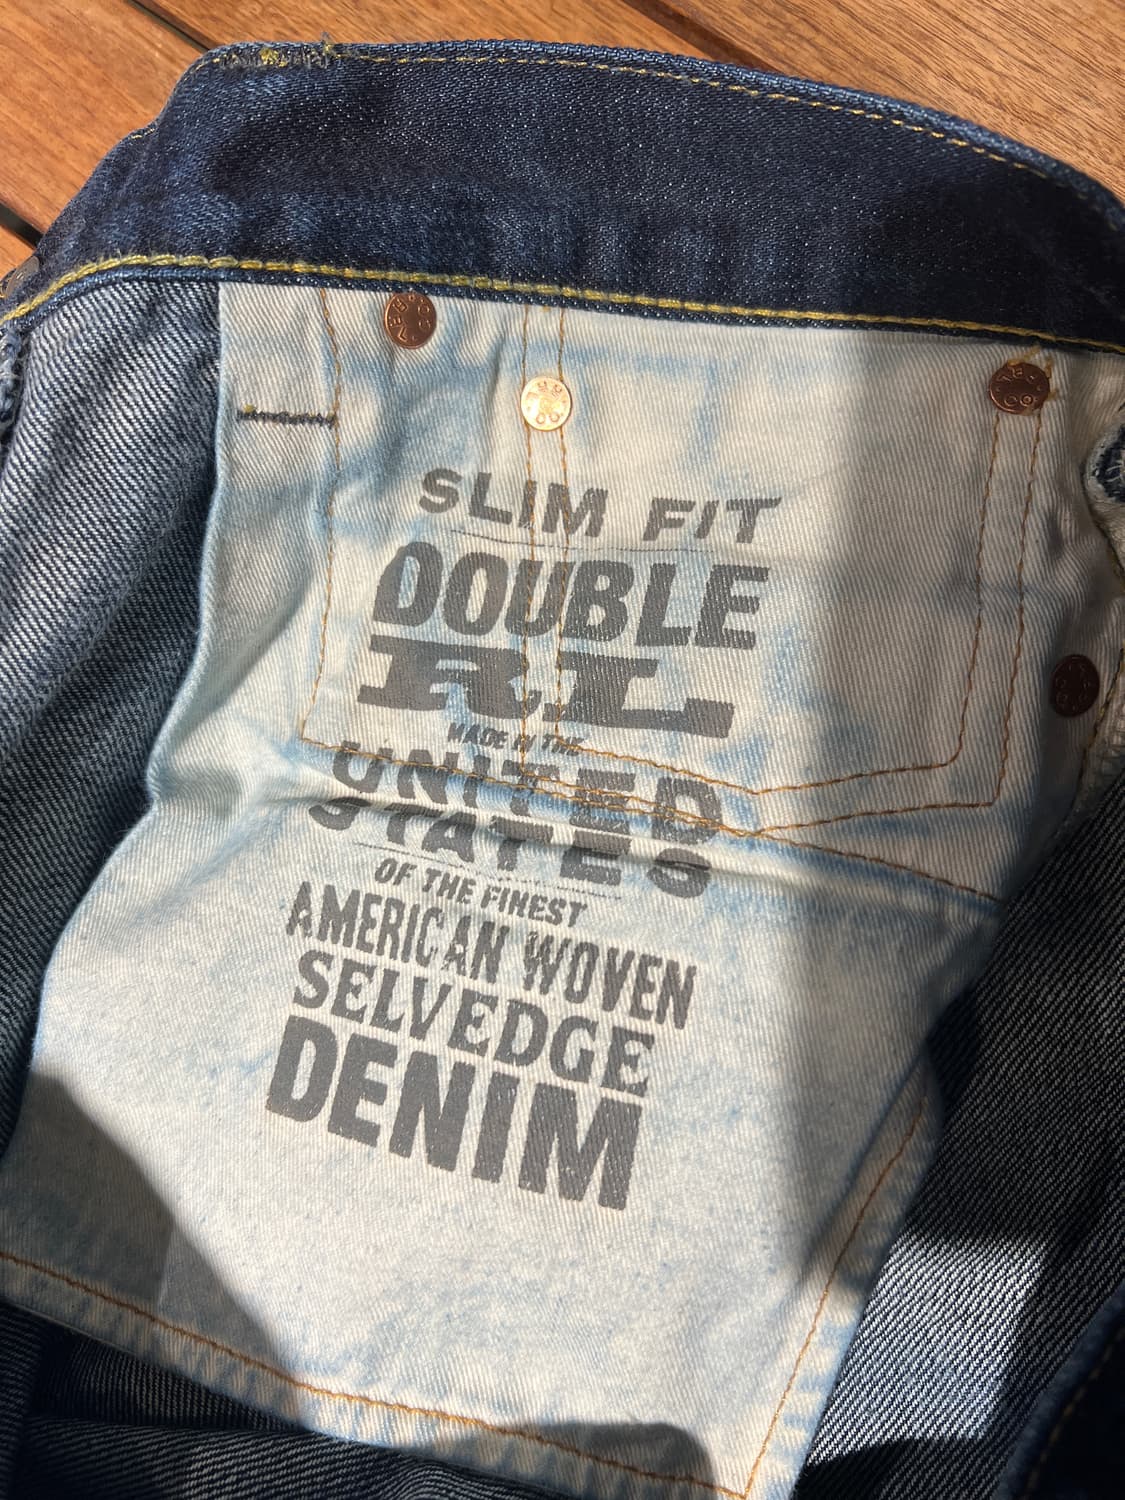 SLIM FIT
DOUBLE
RL
MADE IN THE
UNITED
STATES
OF THE FINEST
AMERICAN WOVEN
SELVEDGE
DENIM